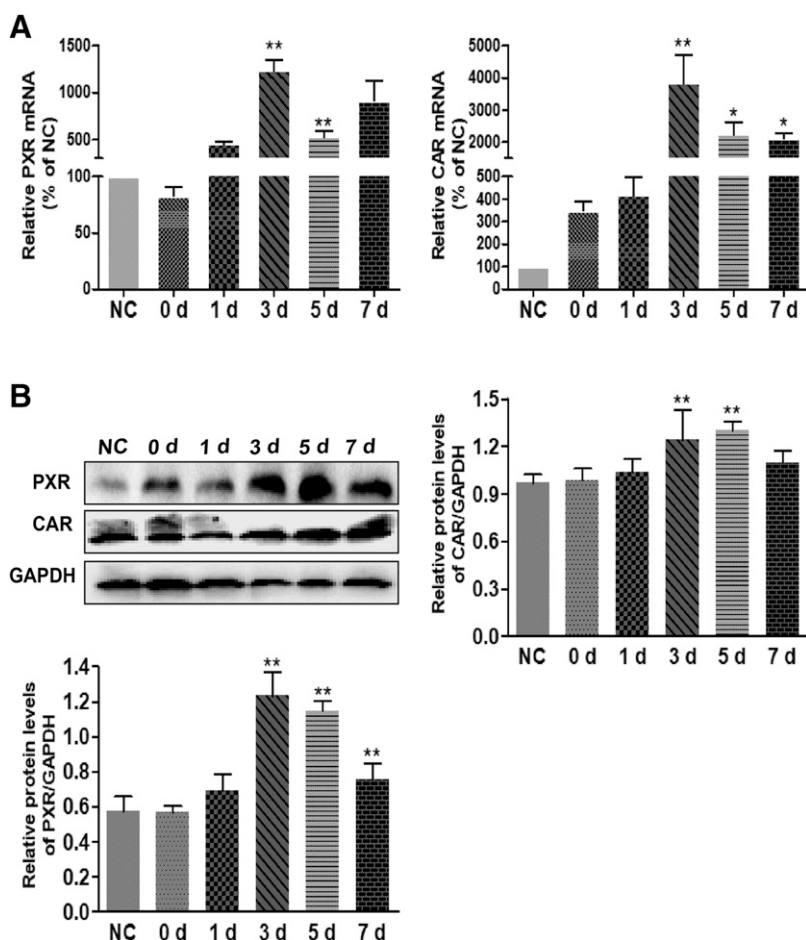 A
Relative PXR mRNA
(% of NC)
1500
1000
500
100
50
0
**
**
NC 0 d 1 d 3 d 5 d 7 d
Relative CAR mRNA
(% of NC)
5000
4000
3000
2000
500
400
300
200
100
0
**
*
*
NC 0 d 1 d 3 d 5 d 7 d
B
NC 0 d 1 d 3 d 5 d 7 d
PXR
CAR
GAPDH
Relative protein levels
of CAR/GAPDH
1.5
1.2
0.9
0.6
0.3
0.0
**
**
NC 0 d 1 d 3 d 5 d 7 d
Relative protein levels
of PXR/GAPDH
1.4
1.2
1.0
0.8
0.6
0.4
0.2
0.0
**
**
**
NC 0 d 1 d 3 d 5 d 7 d